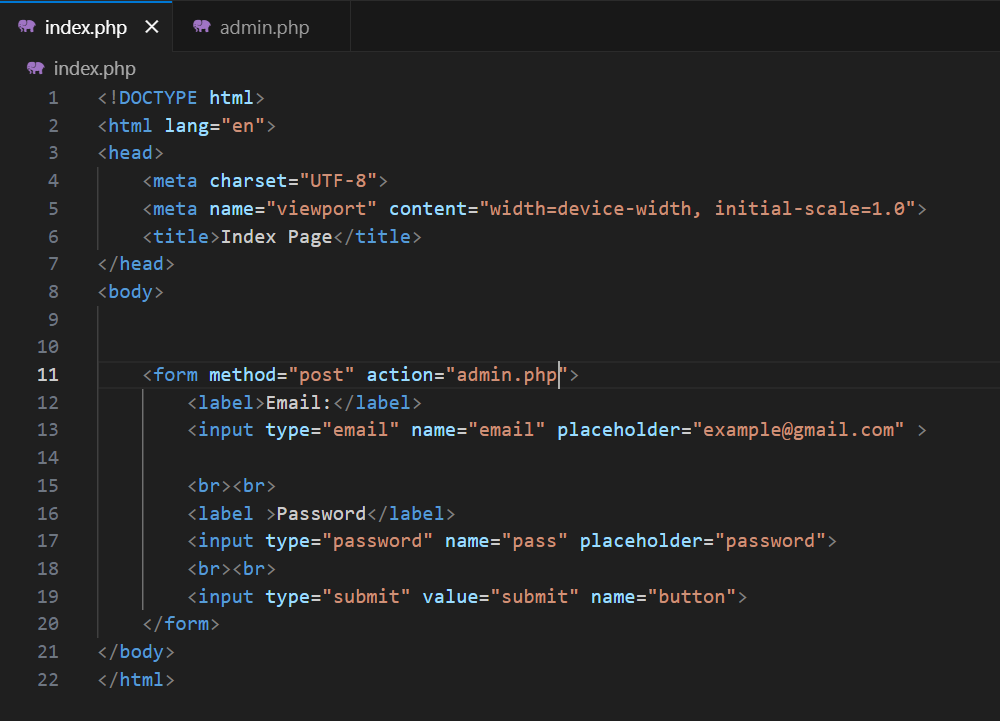 index.php × admin.php
index.php
1 <!DOCTYPE html>
2 <html lang="en">
3 <head>
4     <meta charset="UTF-8">
5     <meta name="viewport" content="width=device-width, initial-scale=1.0">
6     <title>Index Page</title>
7 </head>
8 <body>
9
10
11     <form method="post" action="admin.php">
12         <label>Email:</label>
13         <input type="email" name="email" placeholder="example@gmail.com" >
14
15         <br><br>
16         <label >Password</label>
17         <input type="password" name="pass" placeholder="password">
18         <br><br>
19         <input type="submit" value="submit" name="button">
20     </form>
21 </body>
22 </html>